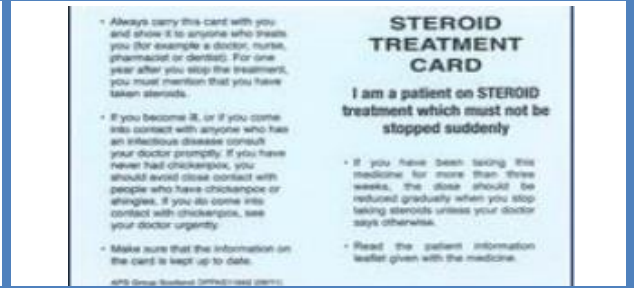 • Always carry this card with you
and show it to anyone who treats
you (for example a doctor, nurse,
pharmacist or dentist). For one
year after you stop the treatment,
you must mention that you have
taken steroids.
• If you become ill, or if you come
into contact with anyone who has
an infectious disease consult
your doctor promptly. If you have
never had chickenpox, you
should avoid close contact with
people who have chickenpox or
shingles. If you do come into
contact with chickenpox, see
your doctor urgently.
• Make sure that the information on
the card is kept up to date.
APS Group Scotland
STEROID
TREATMENT
CARD
I am a patient on STEROID
treatment which must not be
stopped suddenly
• If you have been taking this
medicine for more than three
weeks, the dose should be
reduced gradually when you stop
taking steroids unless your doctor
says otherwise.
• Read the patient information
leaflet given with the medicine.